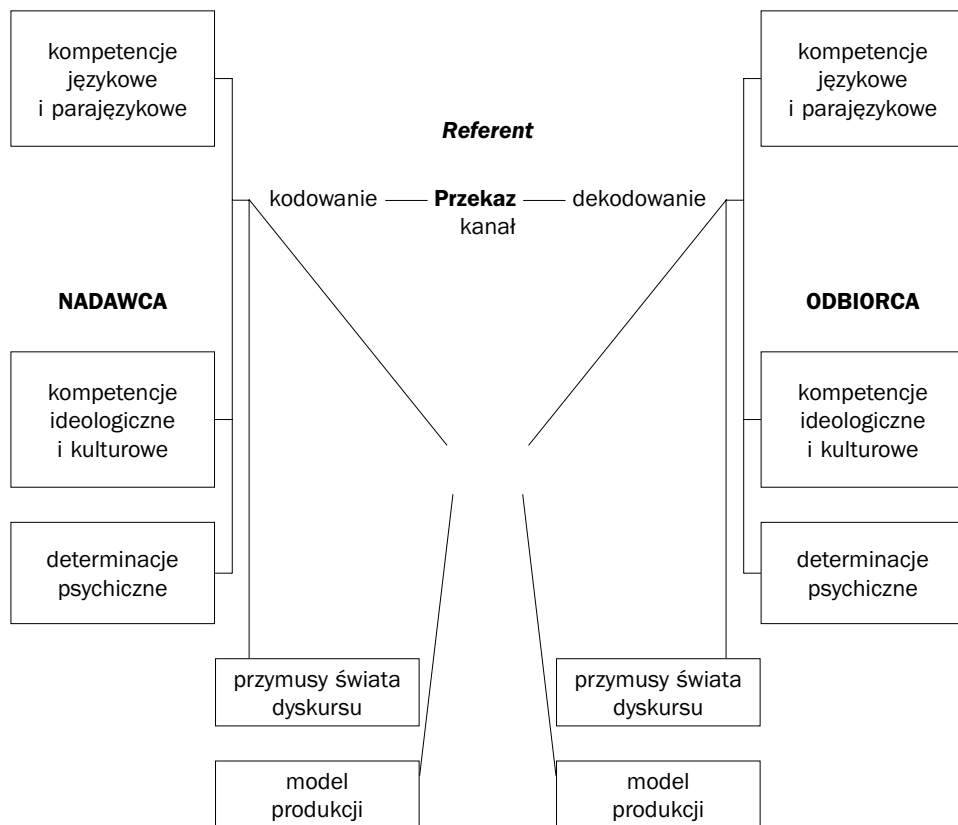 kompetencje
językowe
i parajęzykowe
kompetencje
językowe
i parajęzykowe
Referent
kodowanie Przekaz dekodowanie
kanał
NADAWCA
ODBIORCA
kompetencje
ideologiczne
i kulturowe
kompetencje
ideologiczne
i kulturowe
determinacje
psychiczne
determinacje
psychiczne
przymusy świata
dyskursu
przymusy świata
dyskursu
model
produkcji
model
produkcji